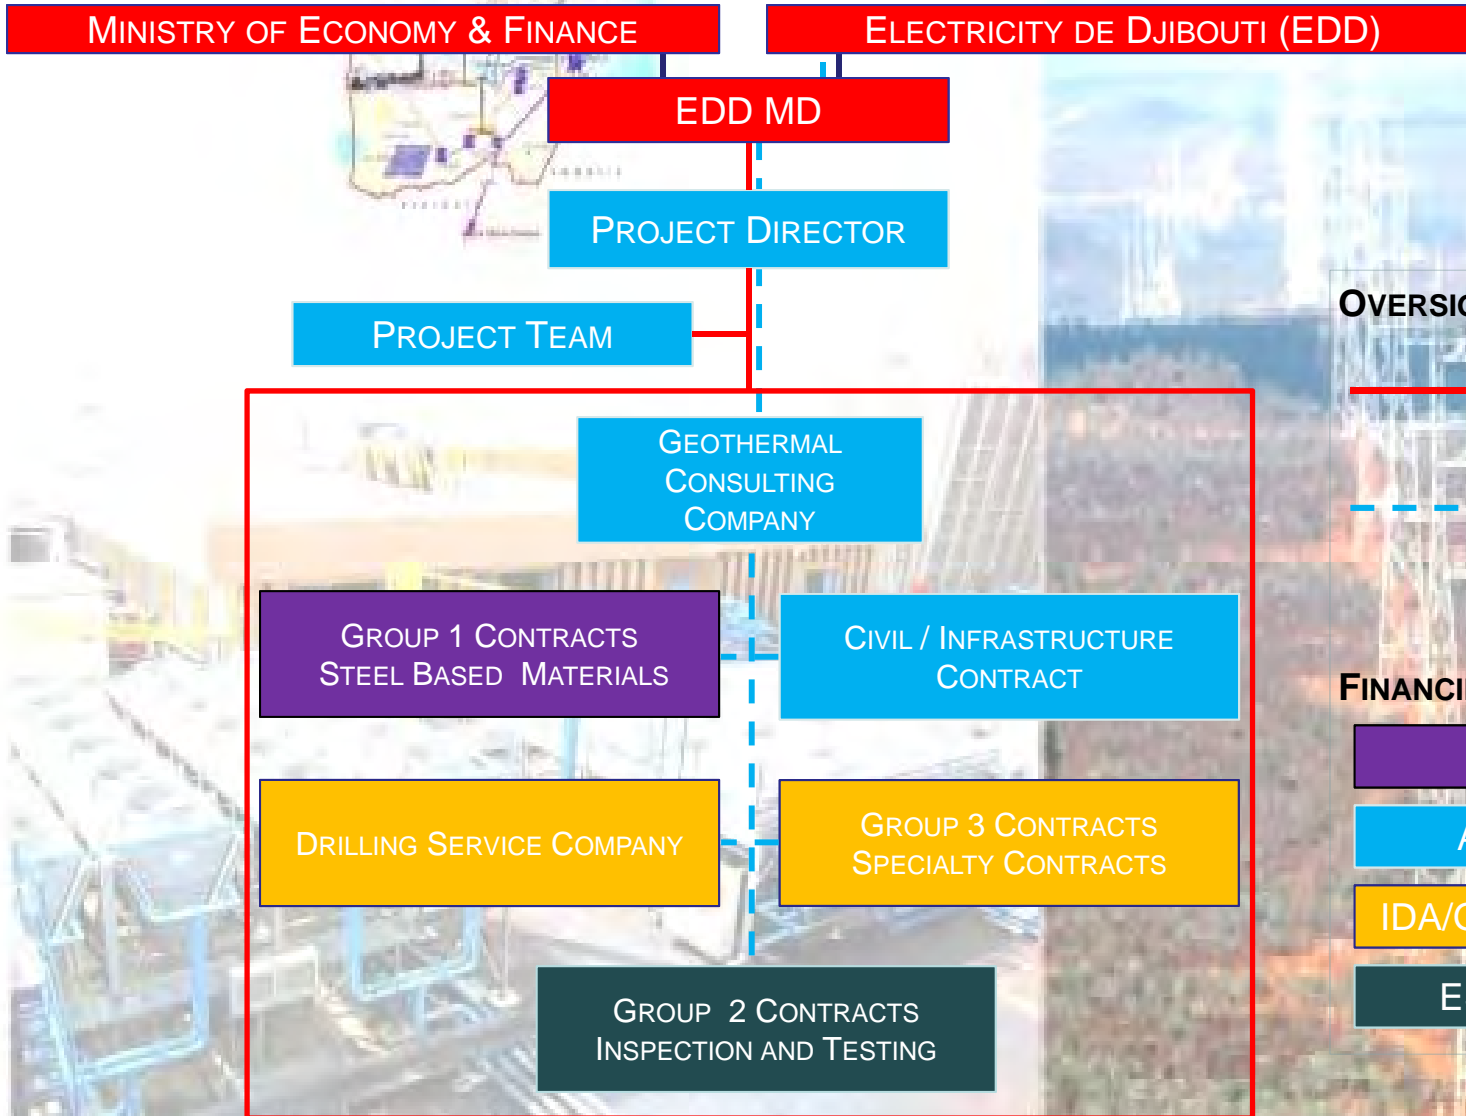 MINISTRY OF ECONOMY & FINANCE
ELECTRICITY DE DJIBOUTI (EDD)
EDD MD
PROJECT DIRECTOR
PROJECT TEAM
GEOTHERMAL
CONSULTING
COMPANY
GROUP 1 CONTRACTS
STEEL BASED MATERIALS
CIVIL / INFRASTRUCTURE
CONTRACT
DRILLING SERVICE COMPANY
GROUP 3 CONTRACTS
SPECIALTY CONTRACTS
GROUP 2 CONTRACTS
INSPECTION AND TESTING
OVERSIG
FINANCI
A
IDA/G
E